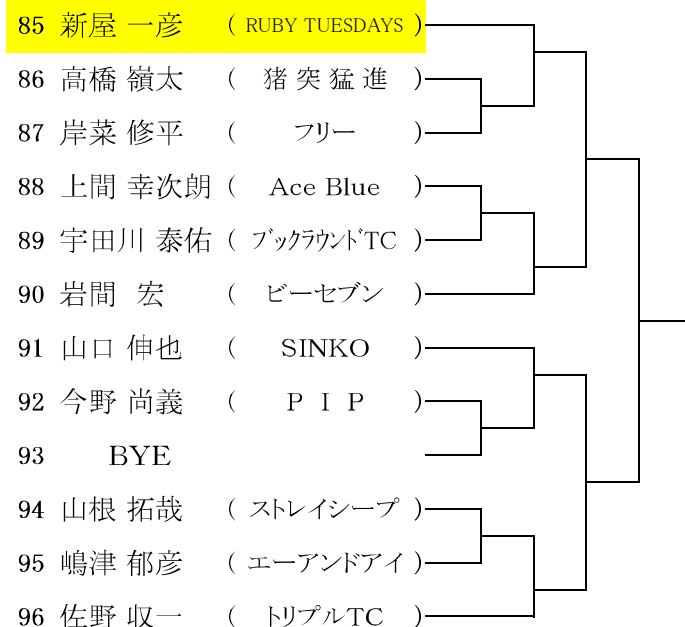 85 新屋 一彦 ( RUBY TUESDAYS )
86 高橋 嶺太 ( 猪突猛進 )
87 岸菜 修平 ( フリー )
88 上間 幸次朗 ( Ace Blue )
89 宇田川 泰佑 ( ブックラウンドTC )
90 岩間 宏 ( ビーセブン )
91 山口 伸也 ( SINKO )
92 今野 尚義 ( P I P )
93 BYE
94 山根 拓哉 ( ストレイシープ )
95 嶋津 郁彦 ( エーアンドアイ )
96 佐野 収一 ( トリプルTC )